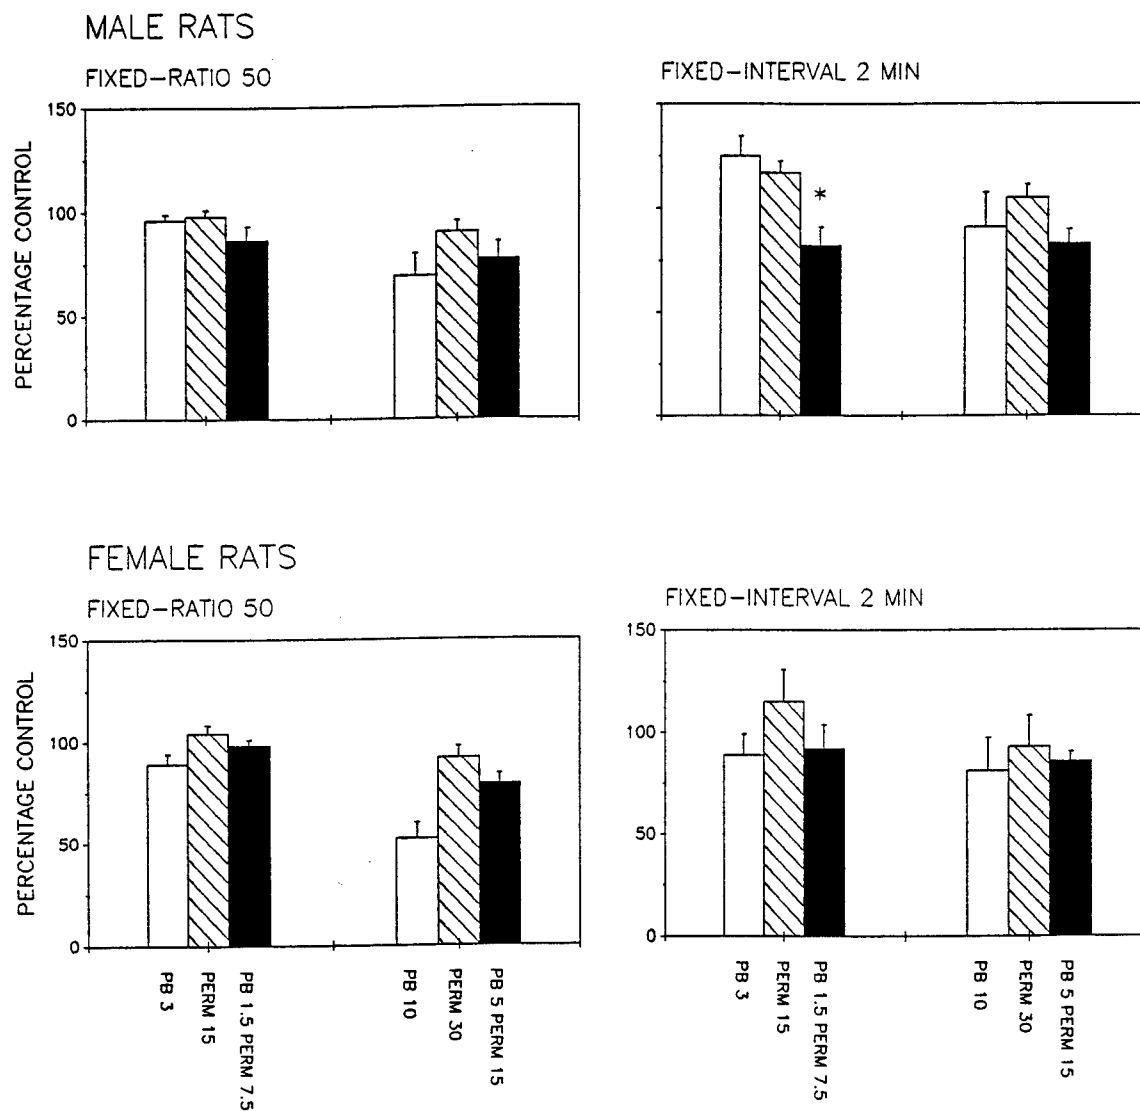 MALE RATS
FIXED-RATIO 50
FIXED-INTERVAL 2 MIN
PERCENTAGE CONTROL
150
100
50
0
*
FEMALE RATS
FIXED-RATIO 50
FIXED-INTERVAL 2 MIN
PERCENTAGE CONTROL
150
100
50
0
150
100
50
0
PB 3
PERM 15
PB 1.5 PERM 7.5
PB 10
PERM 30
PB 5 PERM 15
PB 3
PERM 15
PB 1.5 PERM 7.5
PB 10
PERM 30
PB 5 PERM 15